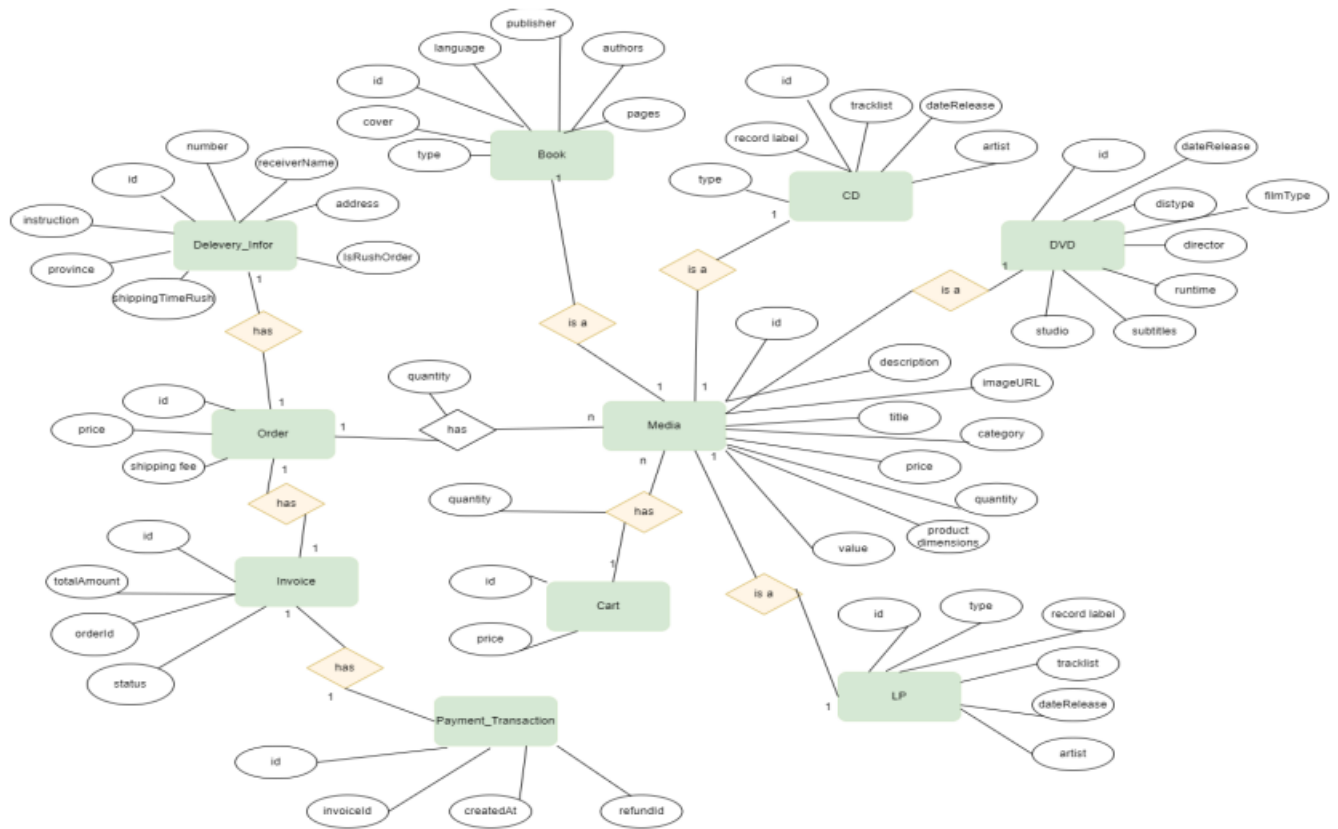 publisher
language
authors
id
cover
pages
type
Book
1
id
tracklist
dateRelease
record label
artist
type
CD
1
id
dateRelease
distype
filmType
director
runtime
subtitles
studio
DVD
1
number
receiverName
id
address
instruction
IsRushOrder
province
shippingTimeRush
Delevery_Infor
1
has
1
is a
is a
is a
1
1
id
description
imageURL
title
category
price
quantity
product
dimensions
value
Media
n
n
1
quantity
has
1
id
price
shipping fee
Order
1
has
1
id
totalAmount
orderId
status
Invoice
1
has
1
quantity
has
1
id
price
Cart
is a
1
id
type
record label
tracklist
dateRelease
artist
LP
Payment_Transaction
id
invoiceId
createdAt
refundId